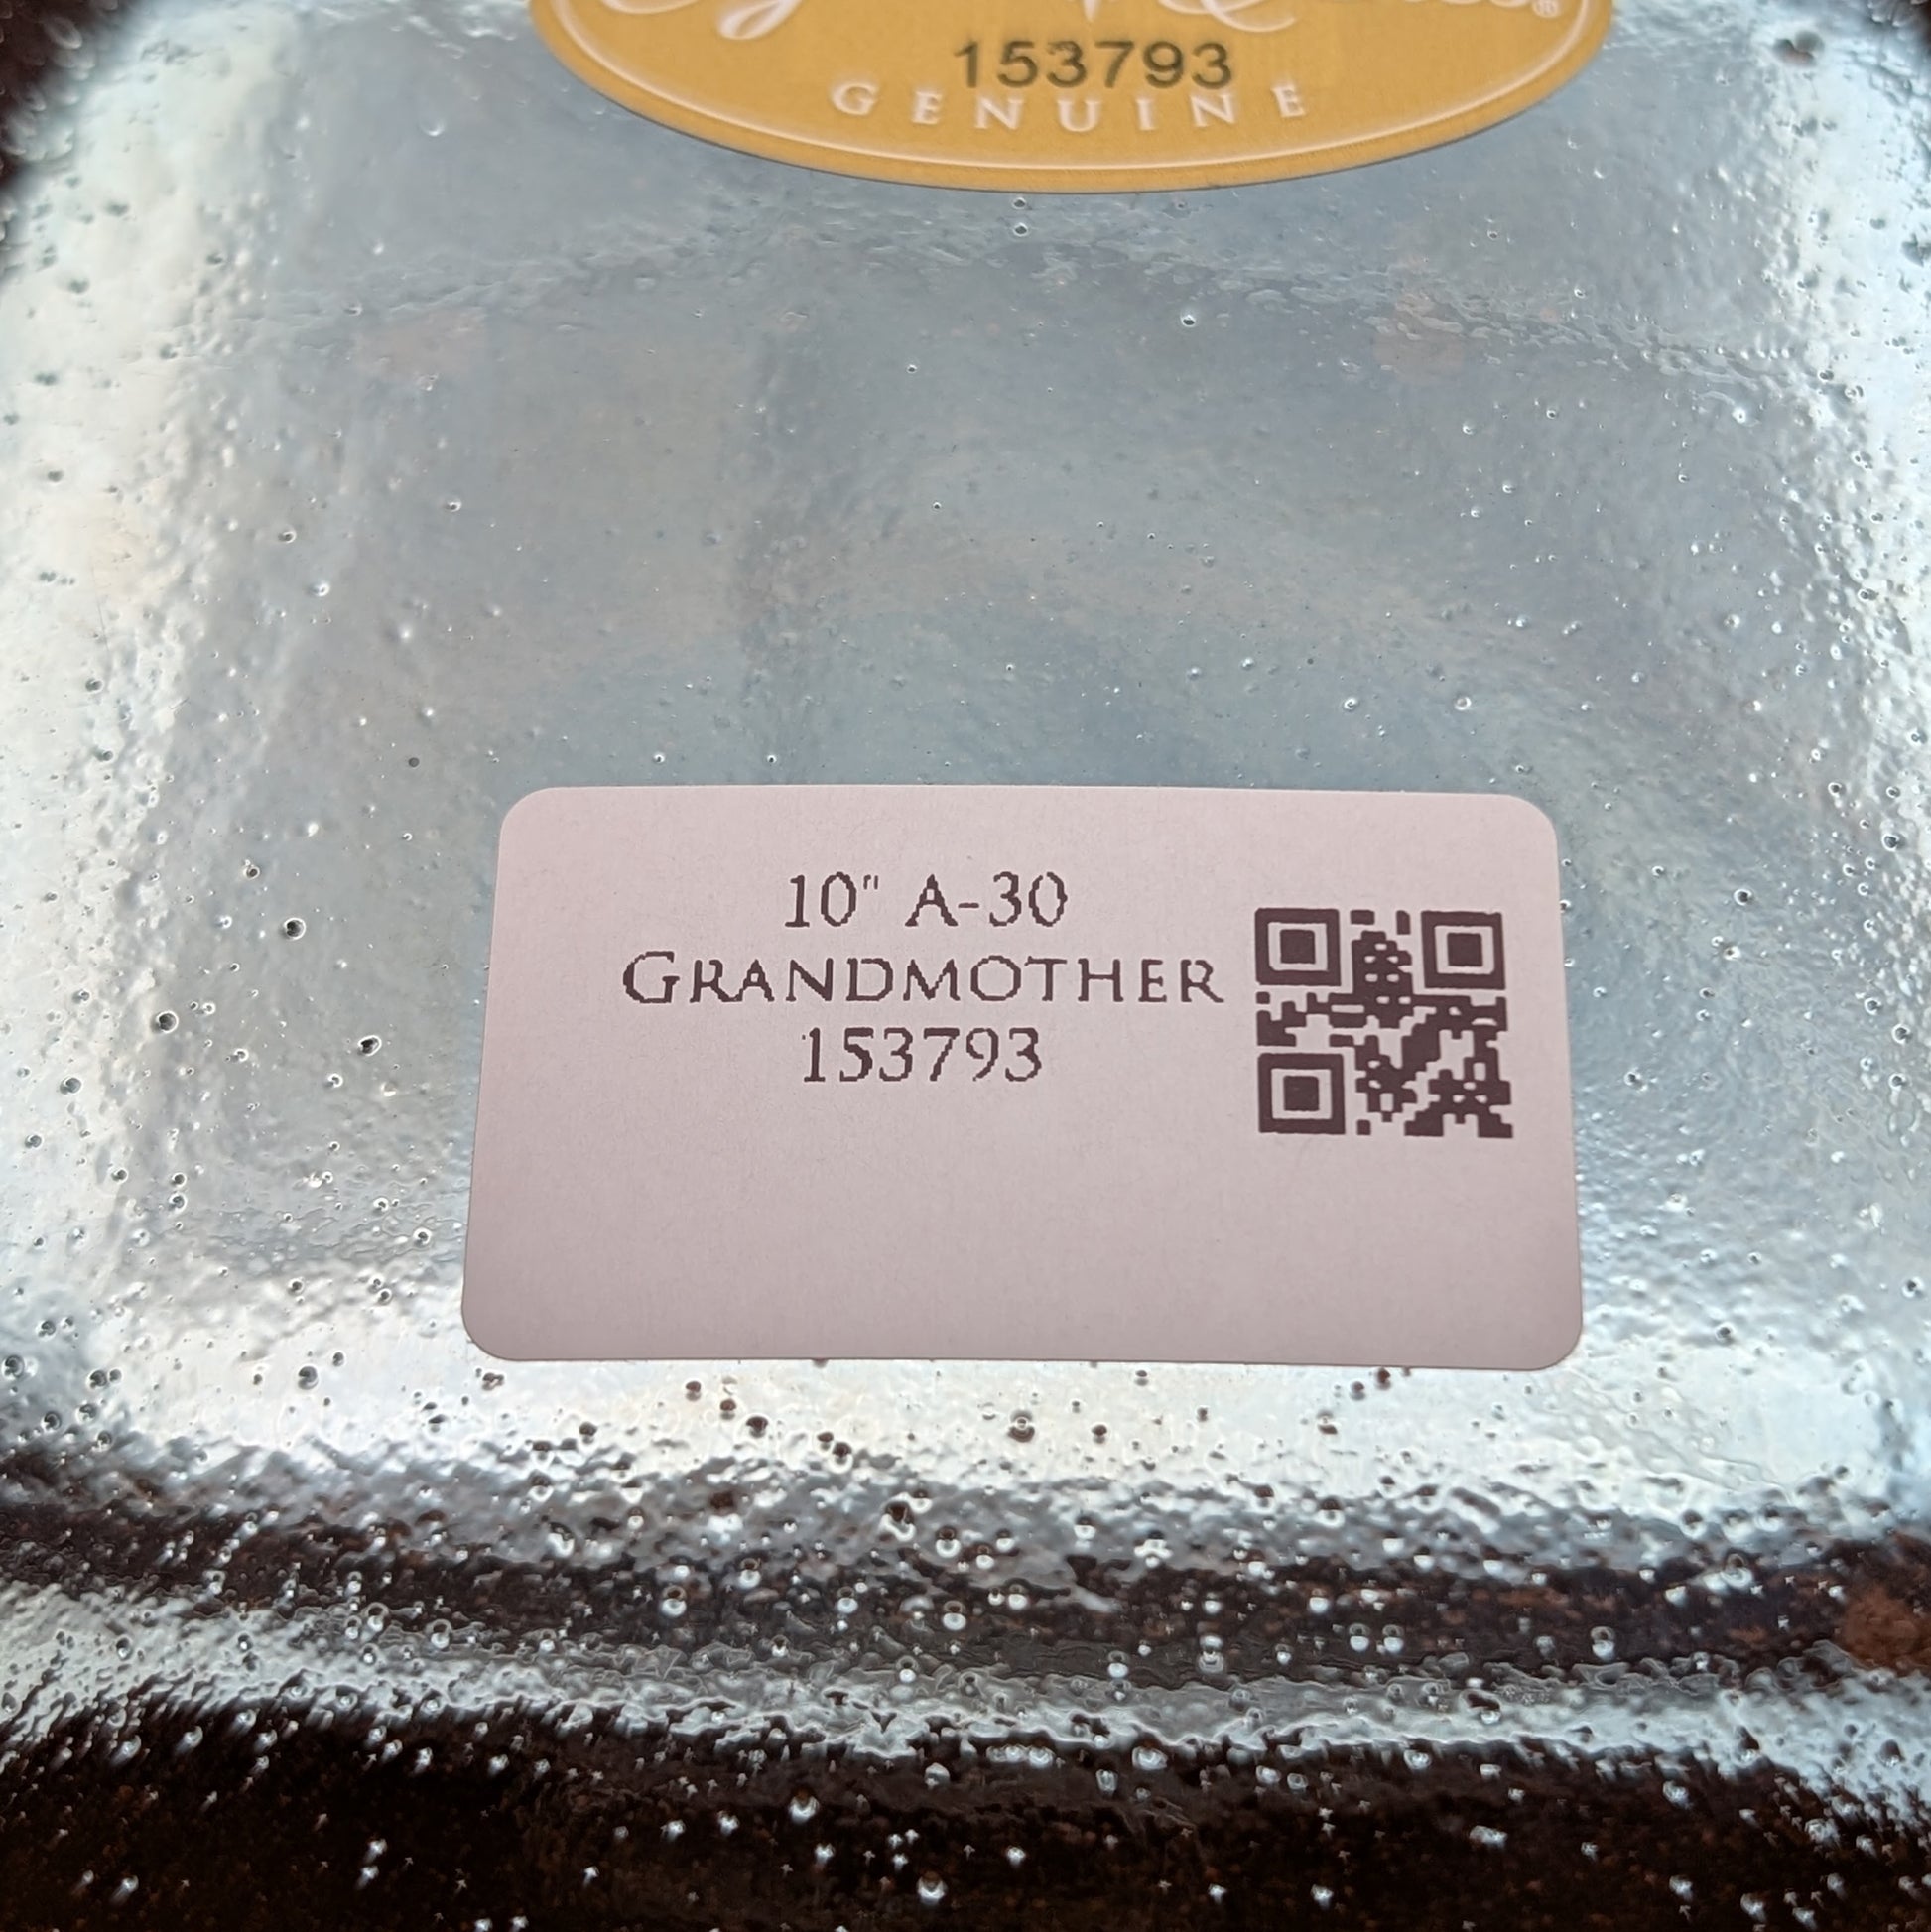 153793
GENUINE
10" A-30
GRANDMOTHER
153793